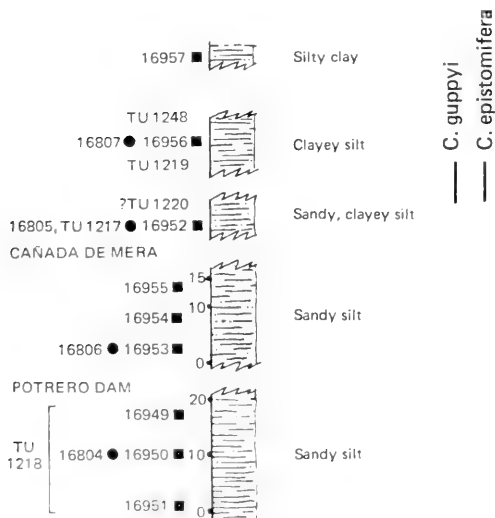 16957 ■ Silty clay
TU 1248
16807 ● 16956 ■ Clayey silt
TU 1219
?TU 1220
16805, TU 1217 ● 16952 ■ Sandy, clayey silt
CAÑADA DE MERA
15
16955 ■
10
16954 ■ Sandy silt
16806 ● 16953 ■
0
POTRERO DAM
20
16949 ■
TU 1218
16804 ● 16950 ■ 10 Sandy silt
16951 ■
0
C. guppyi
C. epistomifera